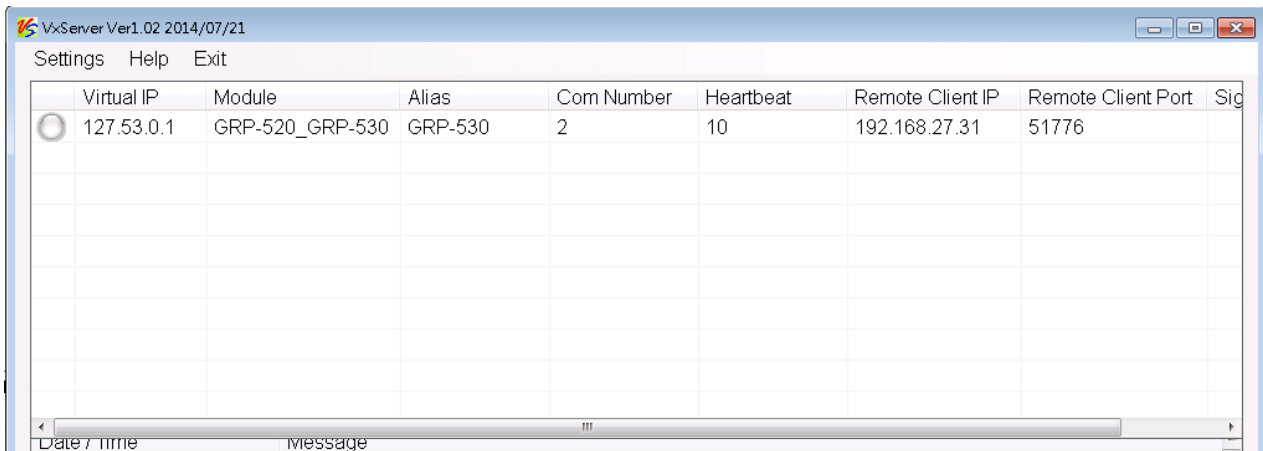 VxServer Ver1.02 2014/07/21
Settings Help Exit
Virtual IP Module Alias Com Number Heartbeat Remote Client IP Remote Client Port Sig
127.53.0.1 GRP-520_GRP-530 GRP-530 2 10 192.168.27.31 51776
Date / Time Message